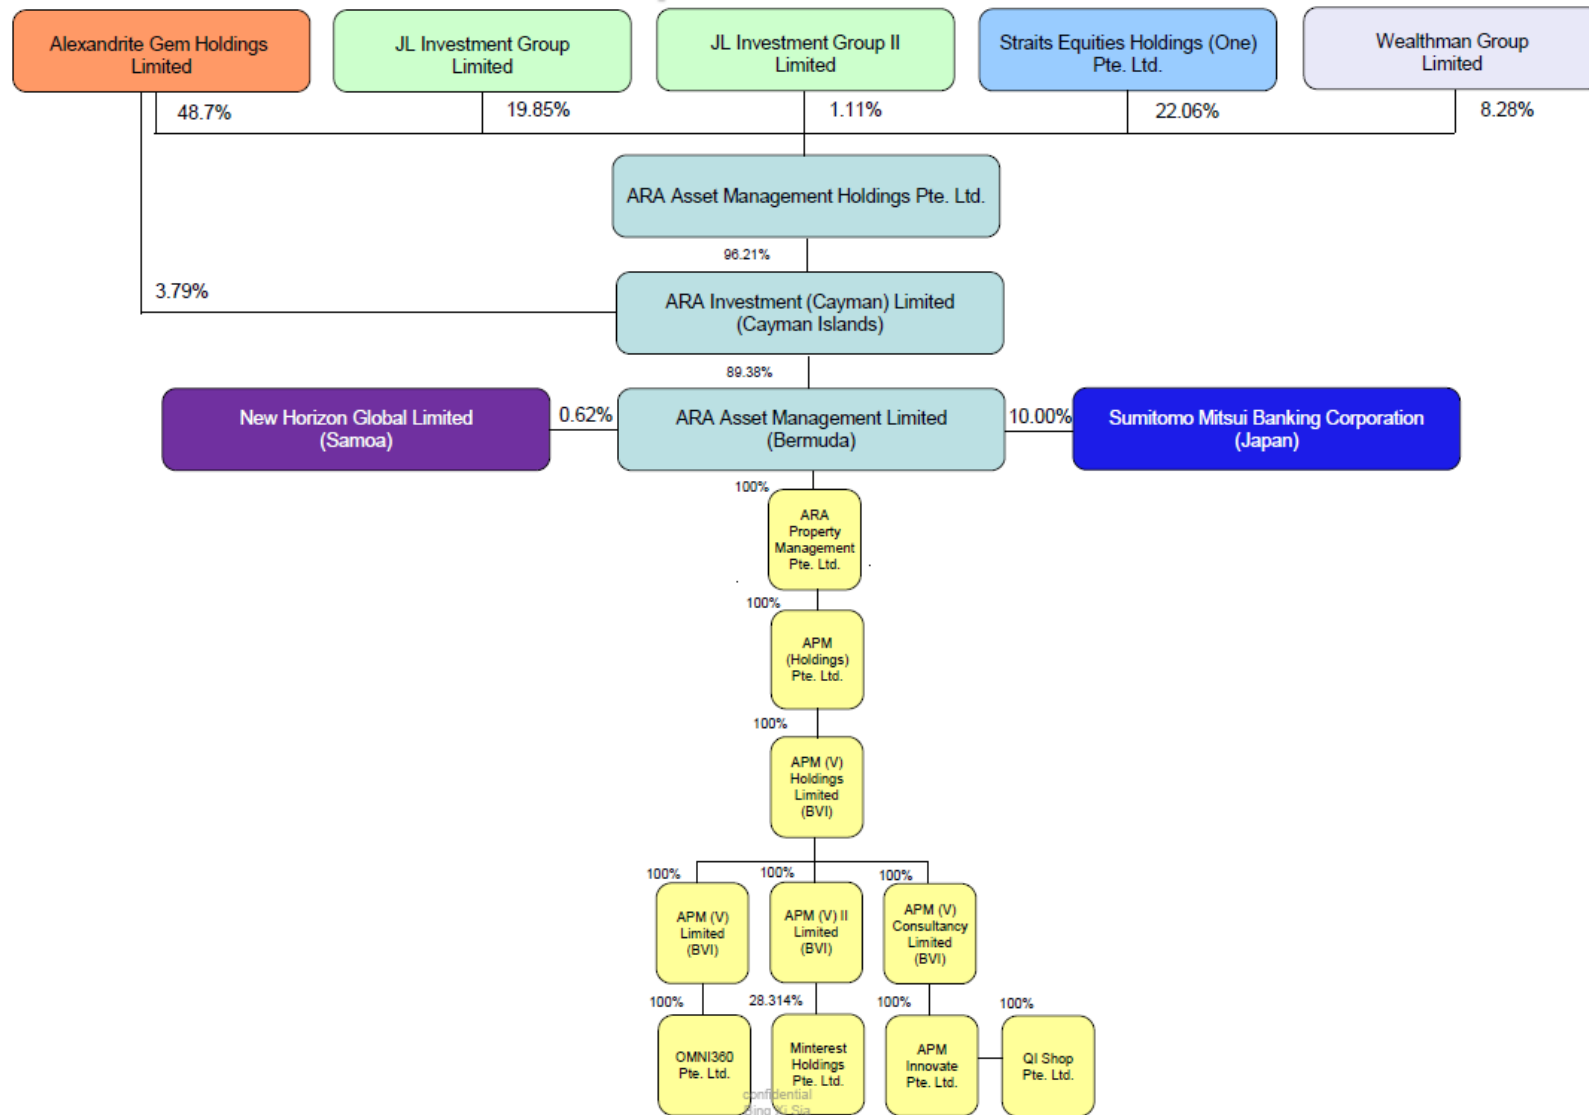 Alexandrite Gem Holdings
Limited
JL Investment Group
Limited
JL Investment Group II
Limited
Straits Equities Holdings (One)
Pte. Ltd.
Wealthman Group
Limited
48.7%
19.85%
1.11%
22.06%
8.28%
ARA Asset Management Holdings Pte. Ltd.
96.21%
3.79%
ARA Investment (Cayman) Limited
(Cayman Islands)
89.38%
New Horizon Global Limited
(Samoa)
0.62%
ARA Asset Management Limited
(Bermuda)
10.00%
Sumitomo Mitsui Banking Corporation
(Japan)
100%
ARA
Property
Management
Pte. Ltd.
100%
APM
(Holdings)
Pte. Ltd.
100%
APM (V)
Holdings
Limited
(BVI)
100%
100%
100%
APM (V)
Limited
(BVI)
APM (V) II
Limited
(BVI)
APM (V)
Consultancy
Limited
(BVI)
100%
28.314%
100%
100%
OMNI360
Pte. Ltd.
Minterest
Holdings
Pte. Ltd.
APM
Innovate
Pte. Ltd.
QI Shop
Pte. Ltd.
confidential
Bing Xi Sia